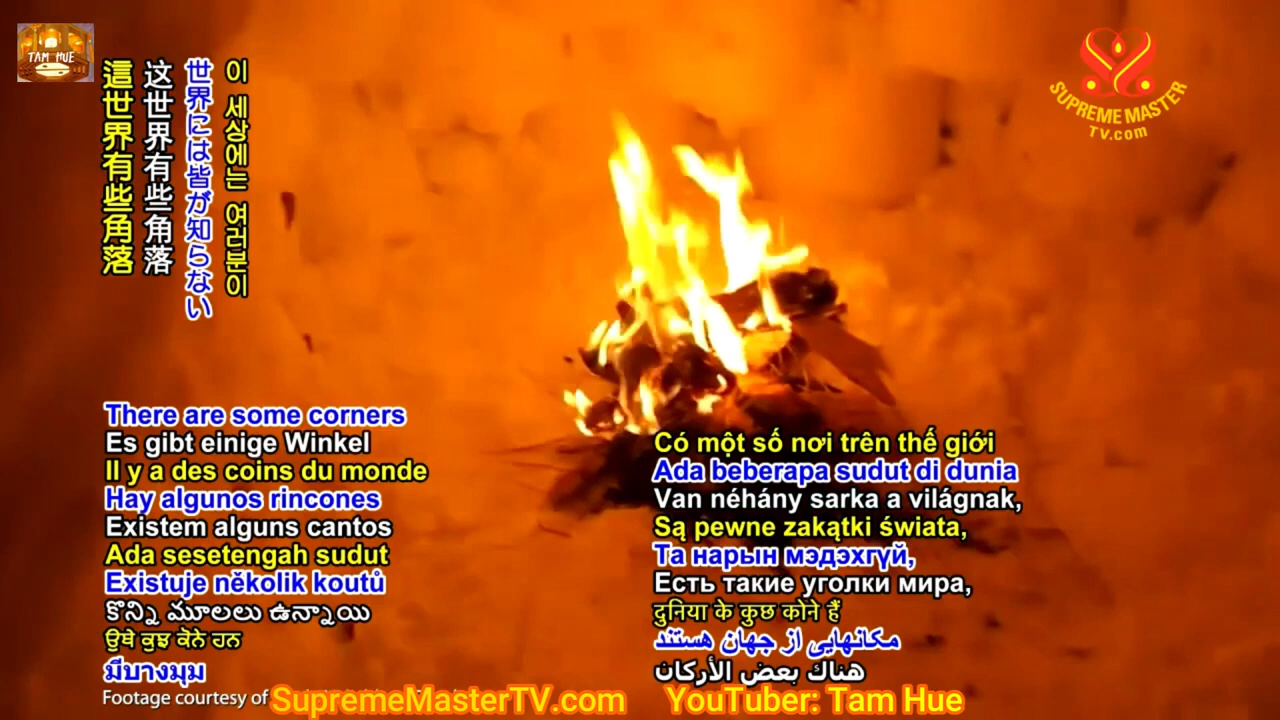 TAM HUE
SUPREME MASTER
TV.com
이 세상에는 여러분이
世界には皆が知らない
这世界有些角落
這世界有些角落
There are some corners
Es gibt einige Winkel
Il y a des coins du monde
Hay algunos rincones
Existem alguns cantos
Ada sesetengah sudut
Existuje několik koutů
కొన్ని మూలలు ఉన్నాయి
ਉਥੇ ਕੁਝ ਕੋਨੇ ਹਨ
มีบางมุม
Có một số nơi trên thế giới
Ada beberapa sudut di dunia
Van néhány sarka a világnak,
Są pewne zakątki świata,
Та нарын мэдэхгүй,
Есть такие уголки мира,
दुनिया के कुछ कोने हैं
مکانهایی از جهان هستند
هناك بعض الأركان
Footage courtesy of
SupremeMasterTV.com YouTuber: Tam Hue